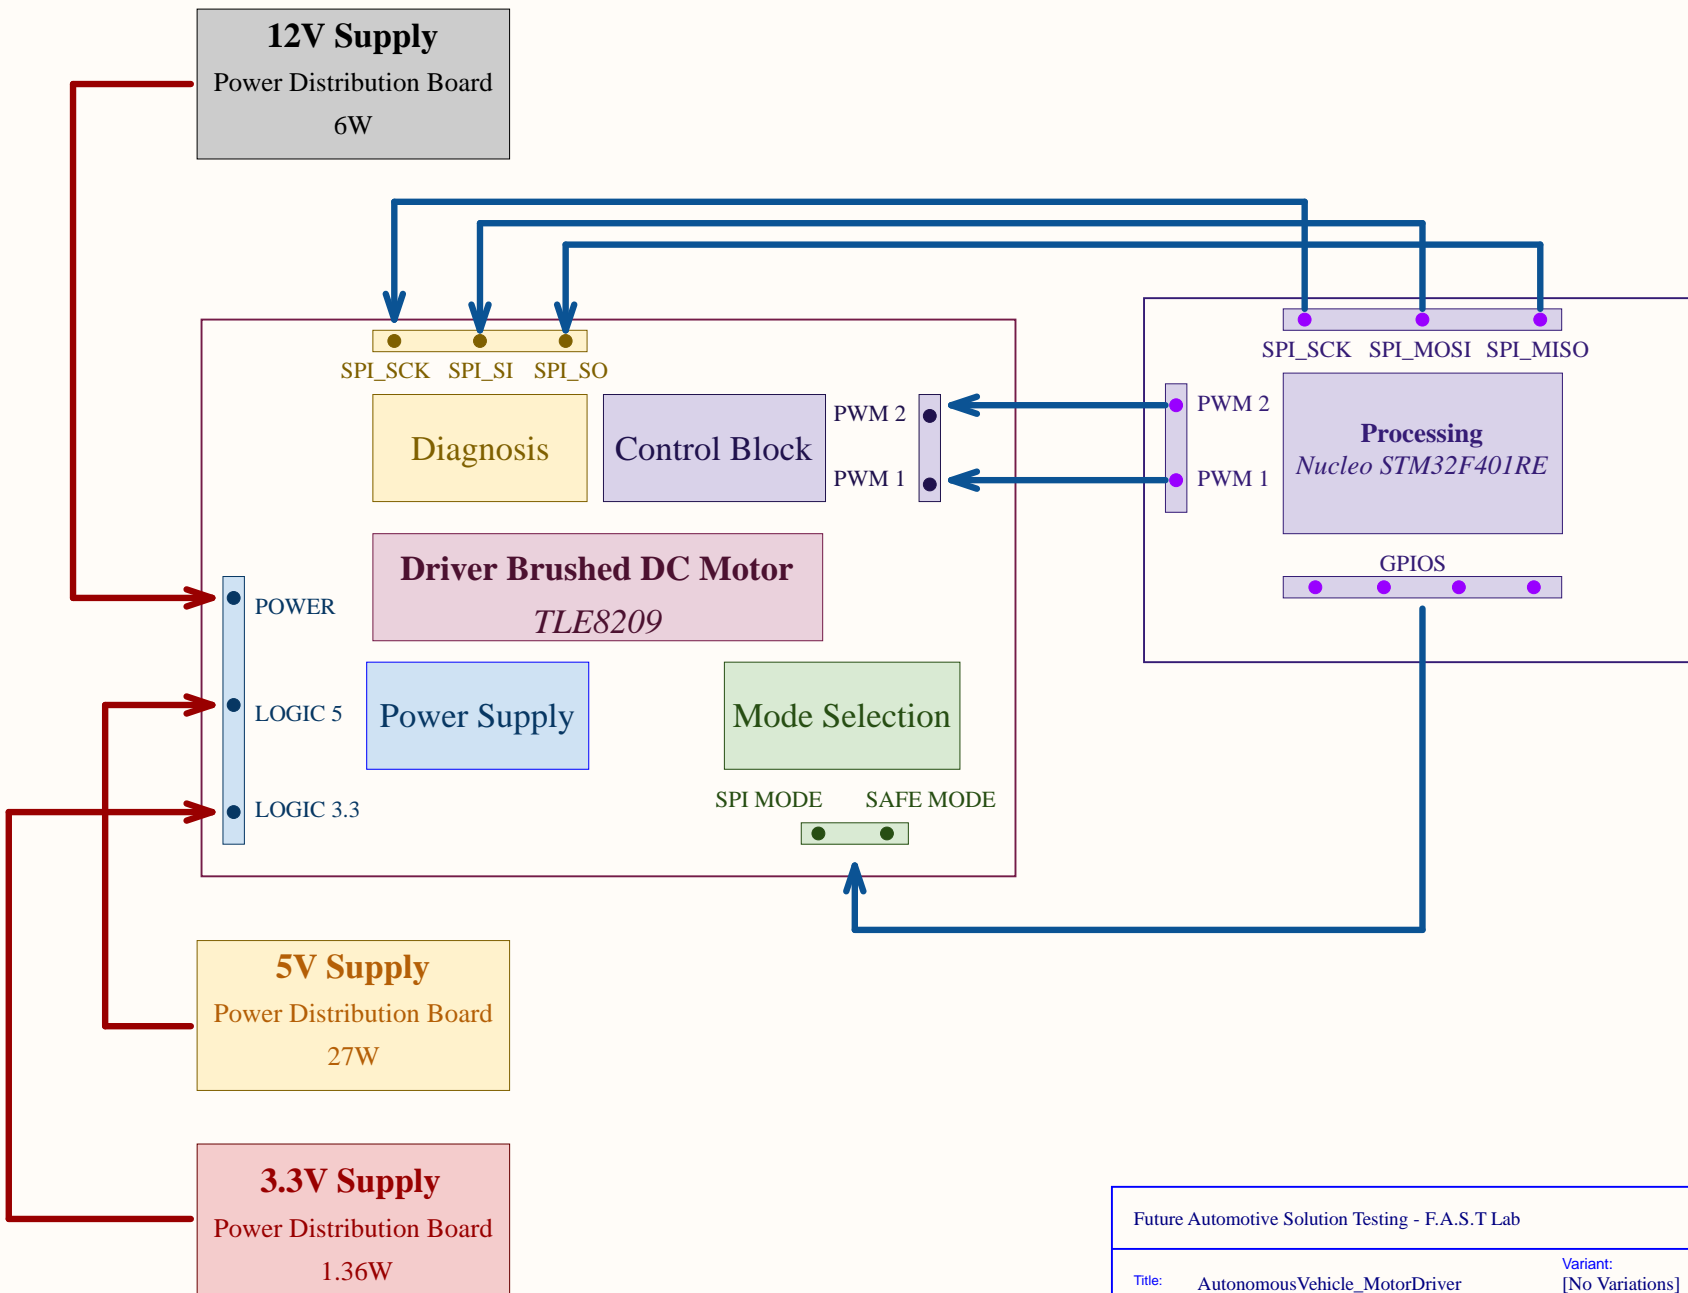 12V Supply
Power Distribution Board
6W
SPI_SCK SPI_SI SPI_SO
SPI_SCK SPI_MOSI SPI_MISO
Diagnosis
Control Block
PWM 2
PWM 1
PWM 2
PWM 1
Processing
Nucleo STM32F401RE
GPIOS
Driver Brushed DC Motor
TLE8209
POWER
LOGIC 5
LOGIC 3.3
Power Supply
Mode Selection
SPI MODE SAFE MODE
5V Supply
Power Distribution Board
27W
3.3V Supply
Power Distribution Board
1.36W
Future Automotive Solution Testing - F.A.S.T Lab
Title: AutonomousVehicle_MotorDriver
Variant:
[No Variations]